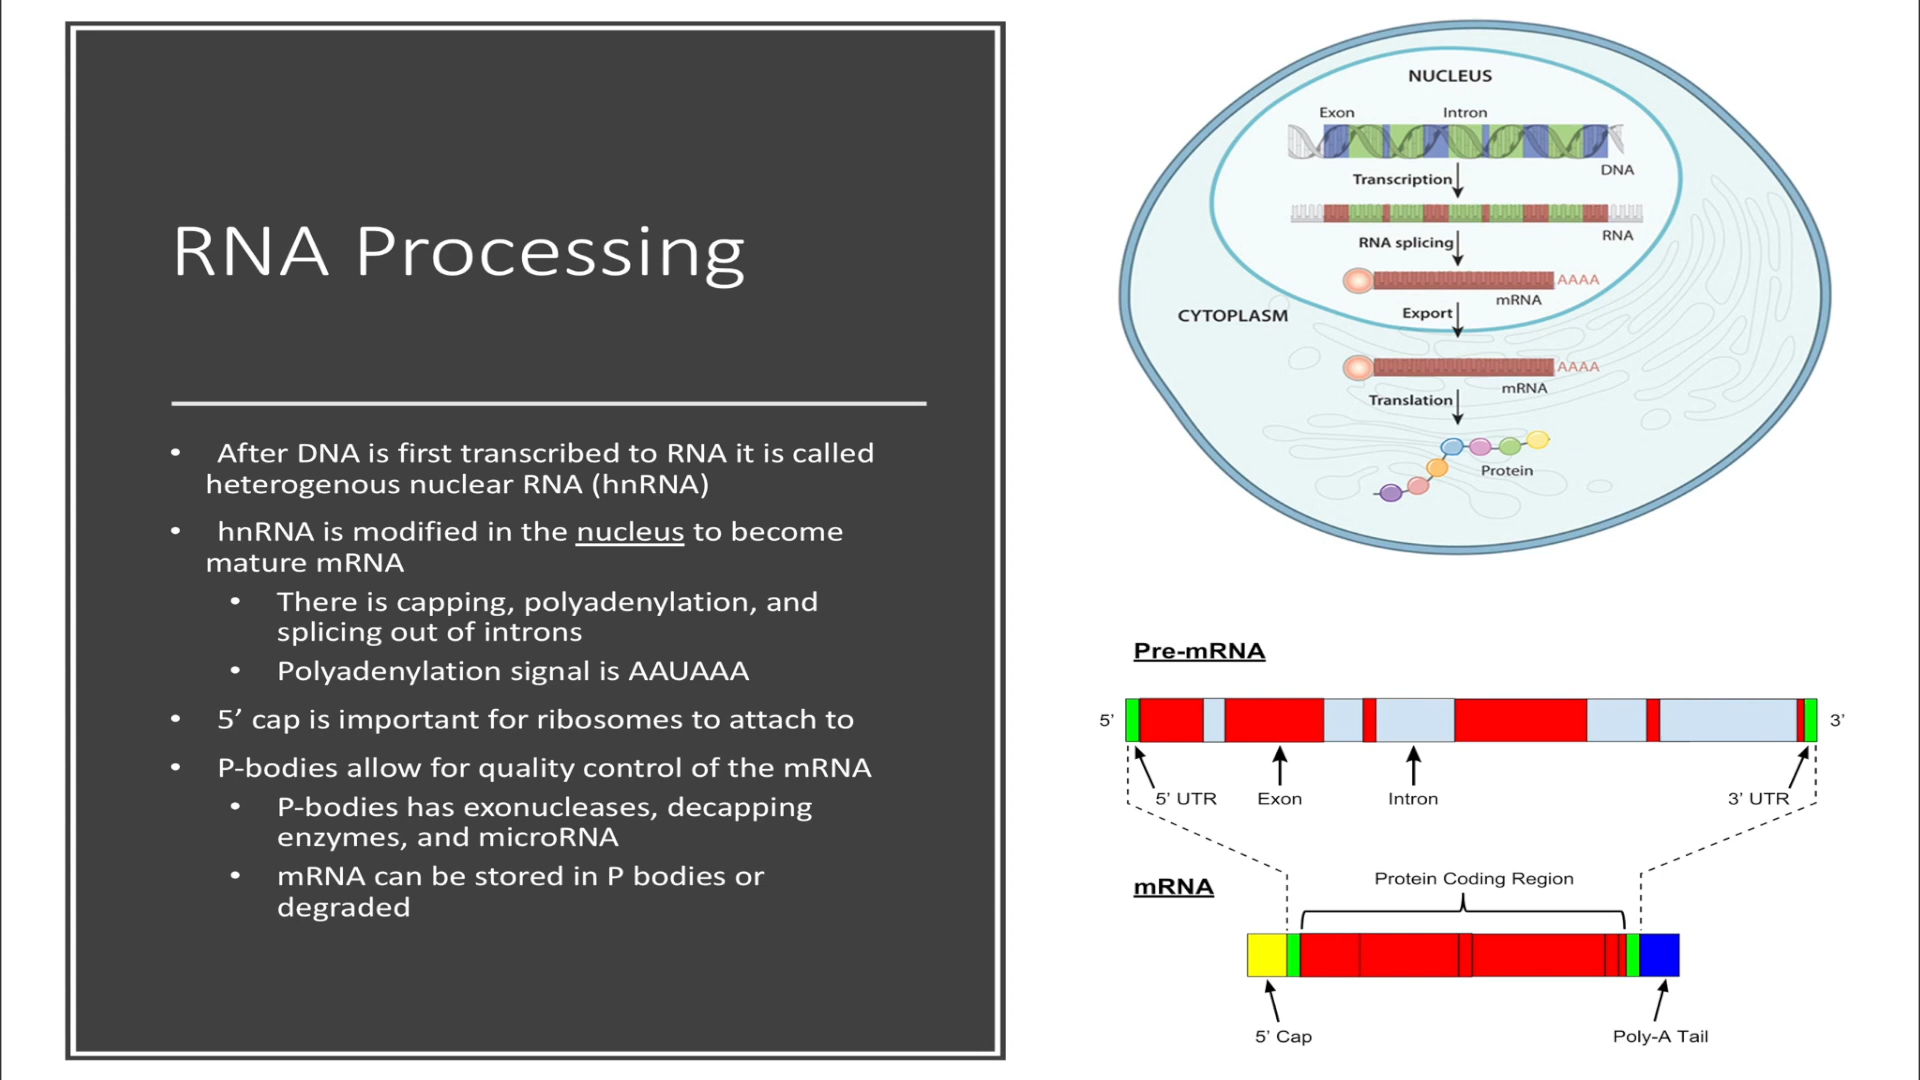 RNA Processing
• After DNA is first transcribed to RNA it is called
heterogenous nuclear RNA (hnRNA)
• hnRNA is modified in the nucleus to become
mature mRNA
• There is capping, polyadenylation, and
splicing out of introns
• Polyadenylation signal is AAUAAA
• 5’ cap is important for ribosomes to attach to
• P-bodies allow for quality control of the mRNA
• P-bodies has exonucleases, decapping
enzymes, and microRNA
• mRNA can be stored in P bodies or
degraded
NUCLEUS
Exon Intron
DNA
Transcription
RNA
RNA splicing
AAAA
mRNA
Export
CYTOPLASM
AAAA
mRNA
Translation
Protein
Pre-mRNA
5’ 3’
5’ UTR Exon Intron 3’ UTR
Protein Coding Region
mRNA
5’ Cap Poly-A Tail